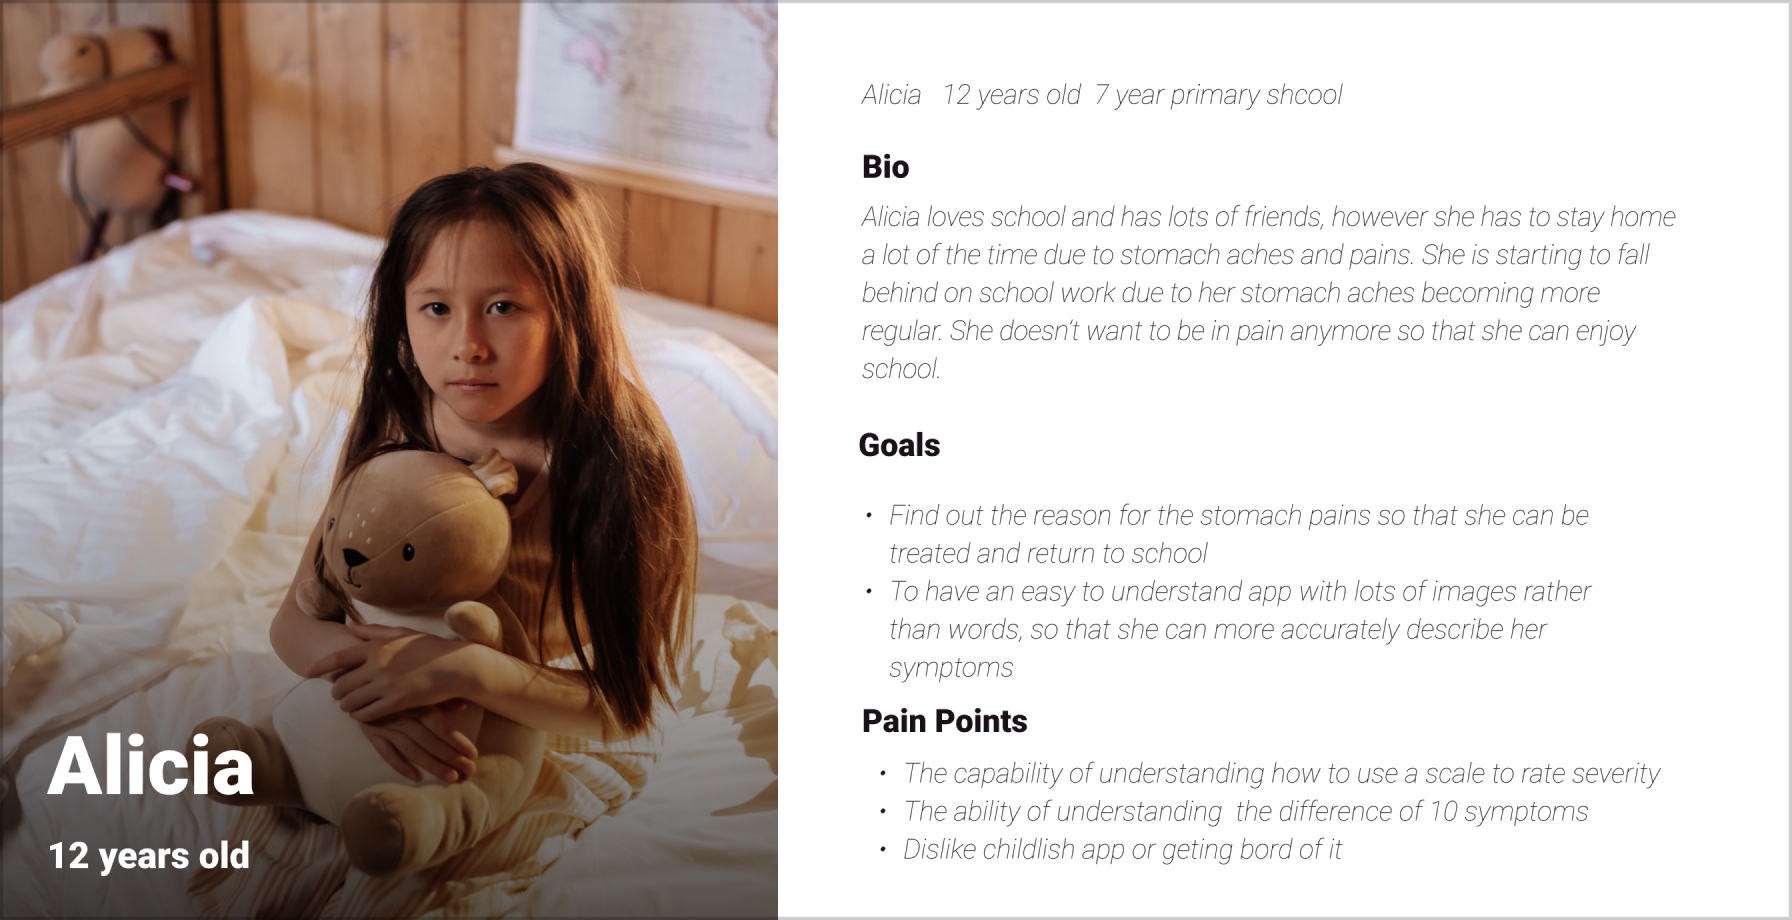 Alicia
12 years old
Alicia   12 years old  7 year primary shcool
Bio
Alicia loves school and has lots of friends, however she has to stay home
a lot of the time due to stomach aches and pains. She is starting to fall
behind on school work due to her stomach aches becoming more
regular. She doesn't want to be in pain anymore so that she can enjoy
school.
Goals
• Find out the reason for the stomach pains so that she can be
treated and return to school
• To have an easy to understand app with lots of images rather
than words, so that she can more accurately describe her
symptoms
Pain Points
• The capability of understanding how to use a scale to rate severity
• The ability of understanding  the difference of 10 symptoms
• Dislike childlish app or geting bord of it